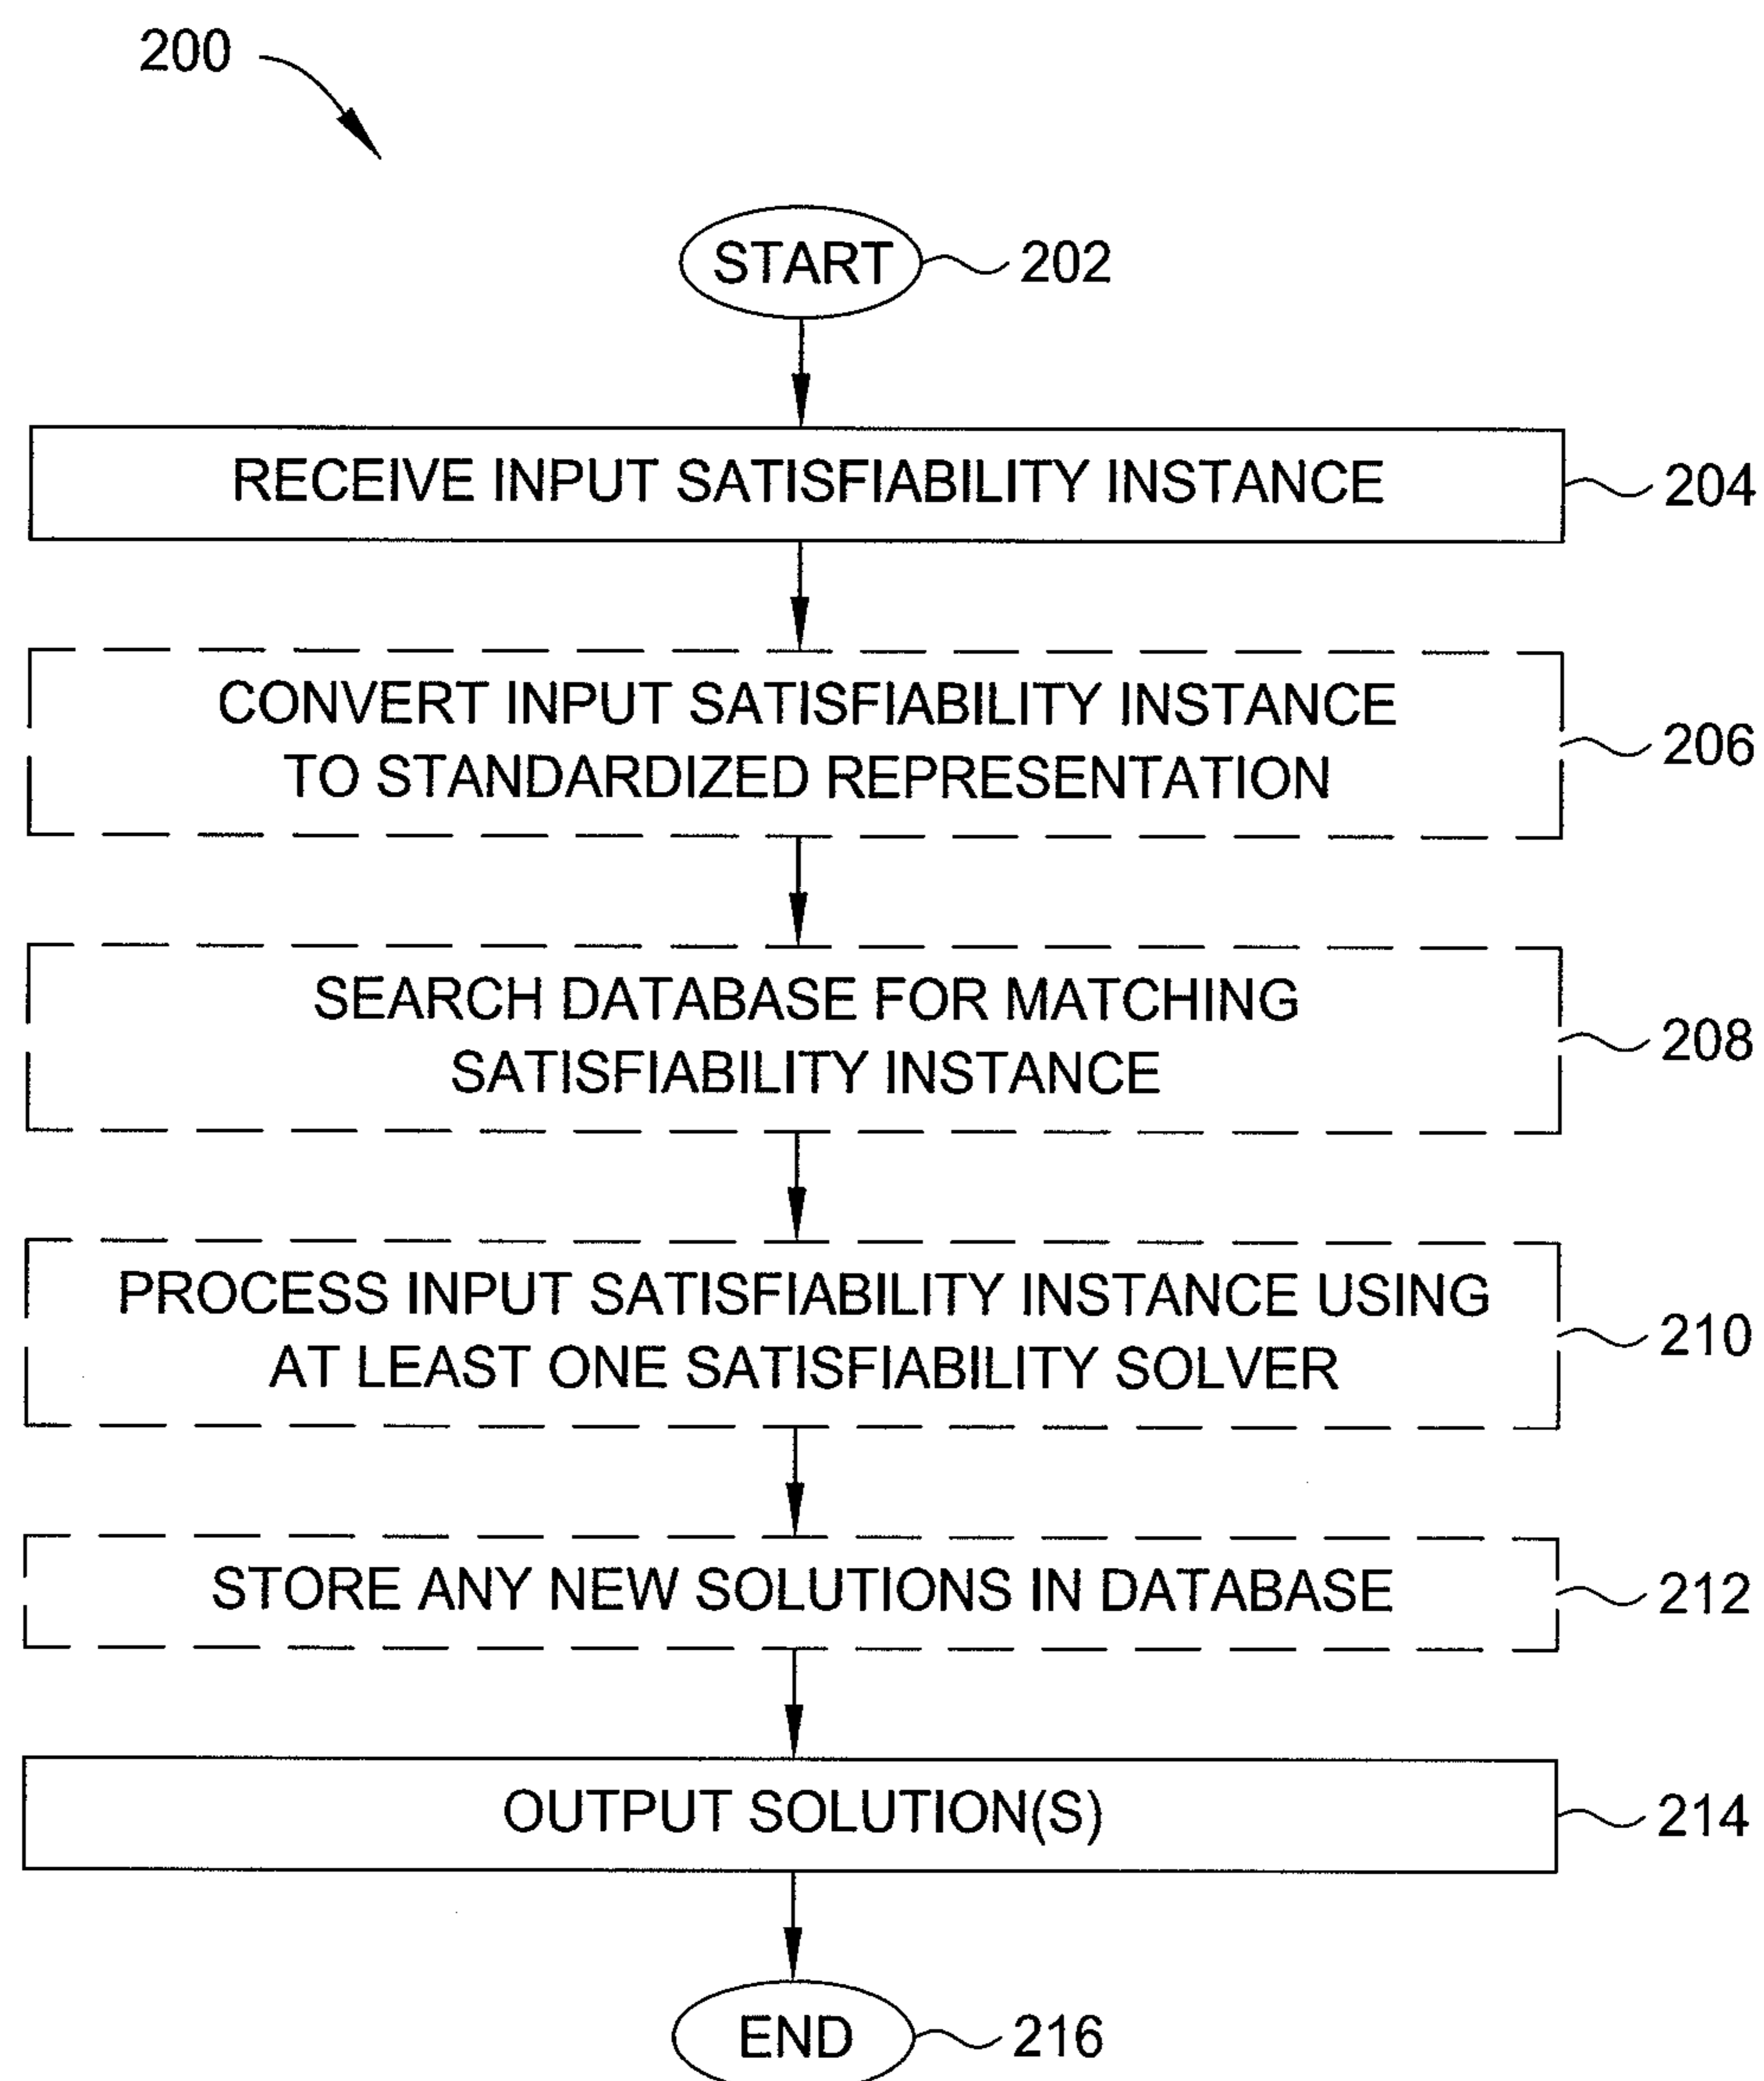 200
START
202
RECEIVE INPUT SATISFIABILITY INSTANCE
204
CONVERT INPUT SATISFIABILITY INSTANCE
TO STANDARDIZED REPRESENTATION
206
SEARCH DATABASE FOR MATCHING
SATISFIABILITY INSTANCE
208
PROCESS INPUT SATISFIABILITY INSTANCE USING
AT LEAST ONE SATISFIABILITY SOLVER
210
STORE ANY NEW SOLUTIONS IN DATABASE
212
OUTPUT SOLUTION(S)
214
END
216